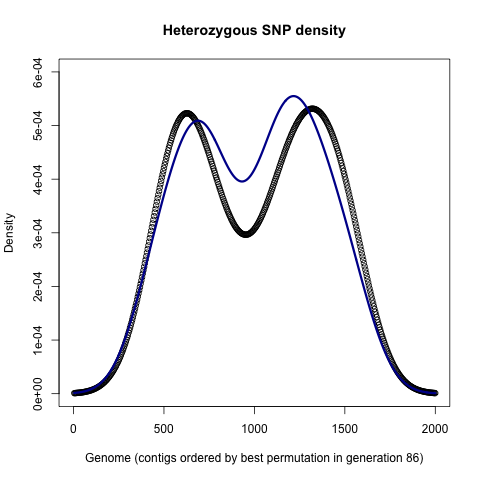 Heterozygous SNP density
6e-04
5e-04
4e-04
3e-04
2e-04
1e-04
0e+00
Density
0 500 1000 1500 2000
Genome (contigs ordered by best permutation in generation 86)